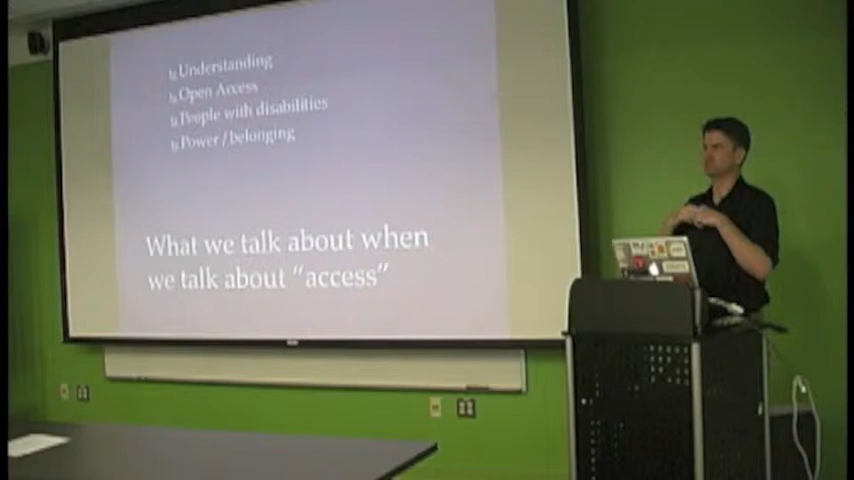 Understanding
Open Access
People with disabilities
Power / belonging
What we talk about when
we talk about “access”